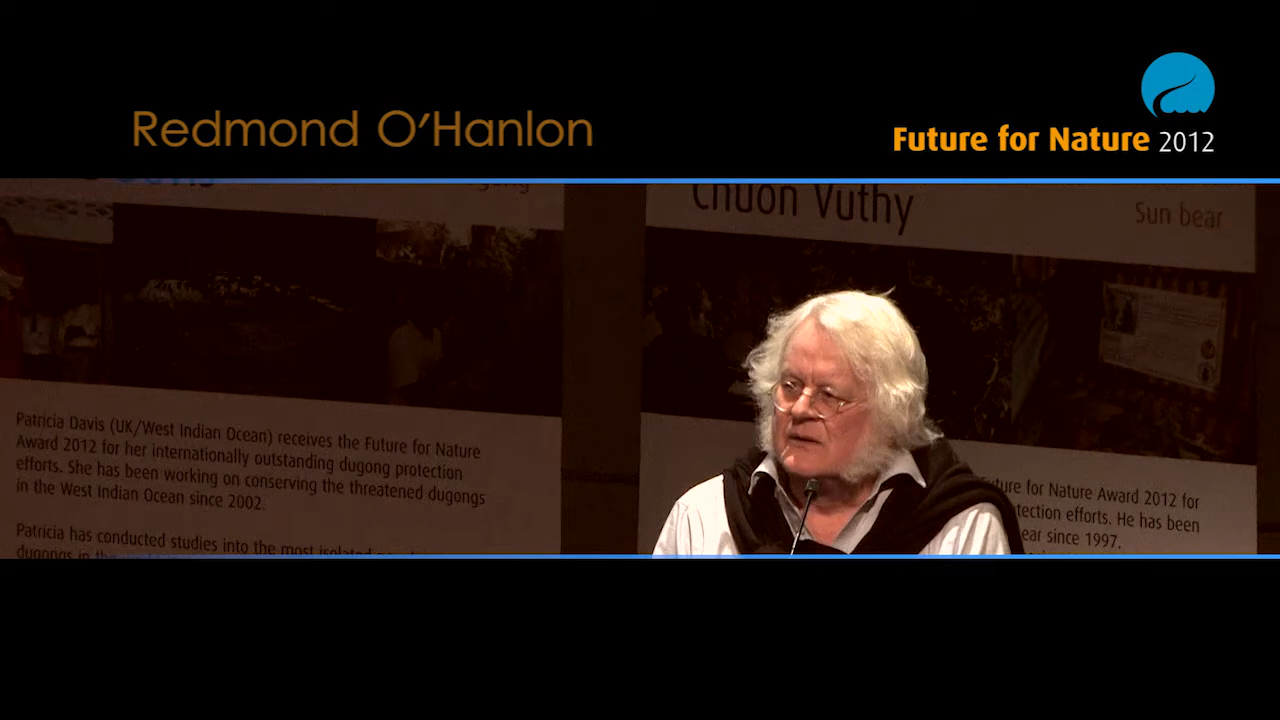 Redmond O'Hanlon
Future for Nature 2012
Chuon Vuthy
Sun bear
Patricia Davis (UK/West Indian Ocean) receives the Future for Nature
Award 2012 for her internationally outstanding dugong protection
efforts. She has been working on conserving the threatened dugongs
in the West Indian Ocean since 2002.
Patricia has conducted studies into the most isolated
dugongs in the
Future for Nature Award 2012 for
efforts. He has been
since 1997.